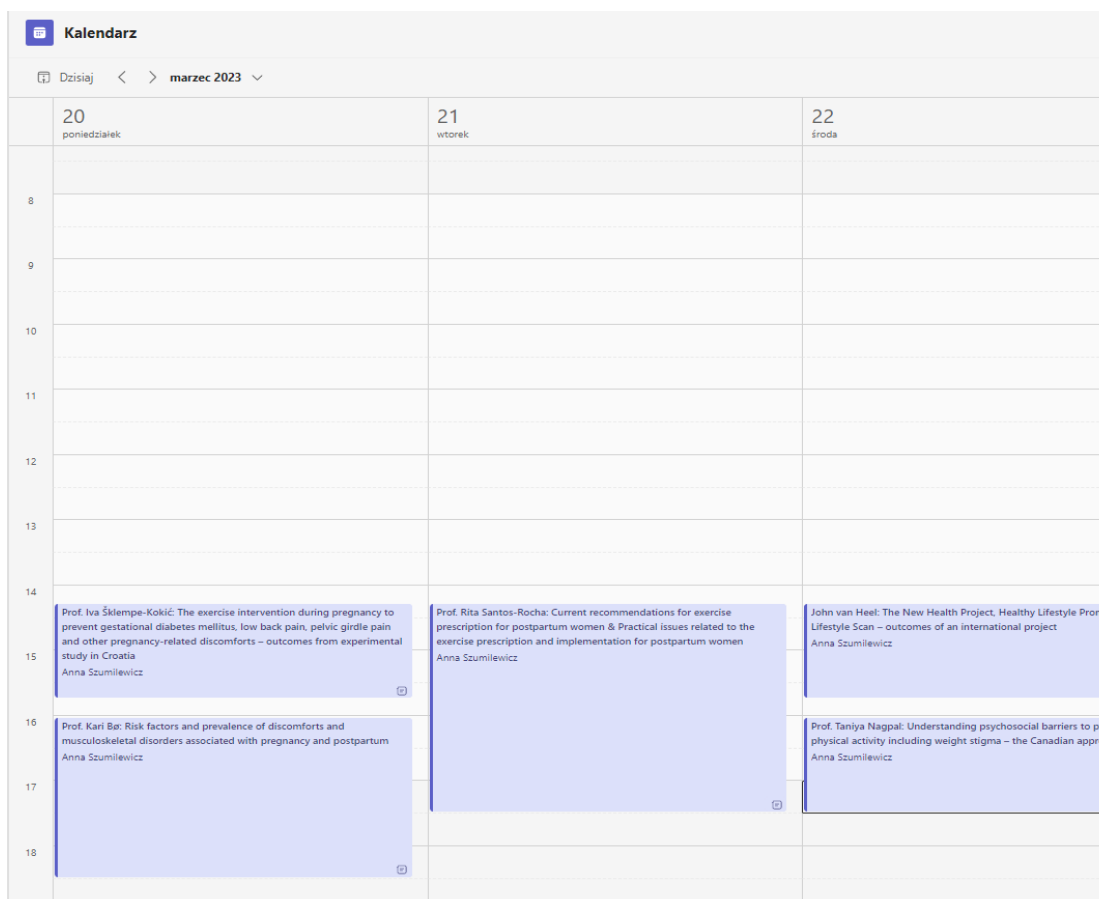 Kalendarz
Dzisiaj
marzec 2023
20
poniedziałek
21
wtorek
22
środa
8
9
10
11
12
13
14
15
16
17
18
Prof. Iva Šklempe-Kokić: The exercise intervention during pregnancy to
prevent gestational diabetes mellitus, low back pain, pelvic girdle pain
and other pregnancy-related discomforts – outcomes from experimental
study in Croatia
Anna Szumilewicz
Prof. Kari Bø: Risk factors and prevalence of discomforts and
musculoskeletal disorders associated with pregnancy and postpartum
Anna Szumilewicz
Prof. Rita Santos-Rocha: Current recommendations for exercise
prescription for postpartum women & Practical issues related to the
exercise prescription and implementation for postpartum women
Anna Szumilewicz
John van Heel: The New Health Project, Healthy Lifestyle
Lifestyle Scan – outcomes of an international project
Anna Szumilewicz
Prof. Taniya Nagpal: Understanding psychosocial barriers to
physical activity including weight stigma – the Canadian
Anna Szumilewicz